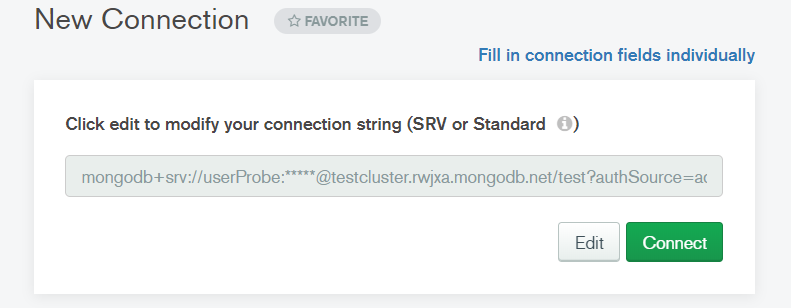 New Connection FAVORITE
Fill in connection fields individually
Click edit to modify your connection string (SRV or Standard i)
mongodb+srv://userProbe:*****@testcluster.rwjxa.mongodb.net/test?authSource=ac
Edit Connect